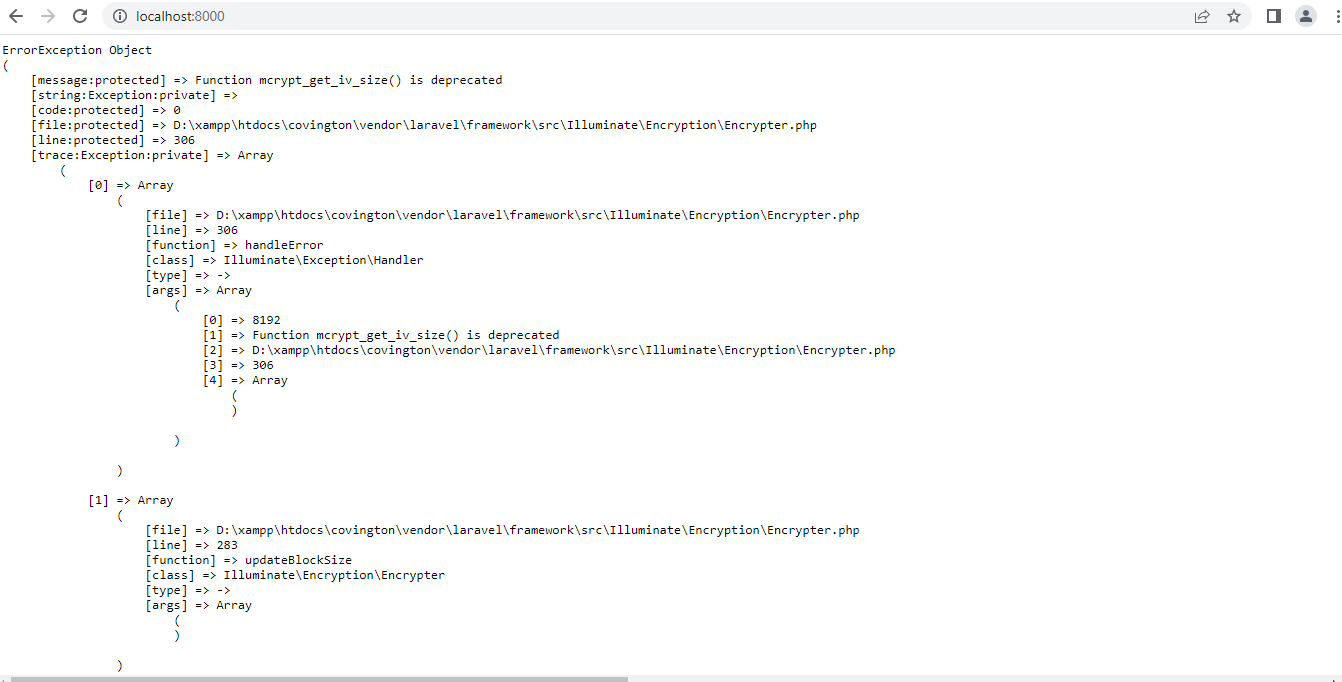 localhost:8000
ErrorException Object
(
    [message:protected] => Function mcrypt_get_iv_size() is deprecated
    [string:Exception:private] =>
    [code:protected] => 0
    [file:protected] => D:\xampp\htdocs\covington\vendor\laravel\framework\src\Illuminate\Encryption\Encrypter.php
    [line:protected] => 306
    [trace:Exception:private] => Array
        (
            [0] => Array
                (
                    [file] => D:\xampp\htdocs\covington\vendor\laravel\framework\src\Illuminate\Encryption\Encrypter.php
                    [line] => 306
                    [function] => handleError
                    [class] => Illuminate\Exception\Handler
                    [type] => ->
                    [args] => Array
                        (
                            [0] => 8192
                            [1] => Function mcrypt_get_iv_size() is deprecated
                            [2] => D:\xampp\htdocs\covington\vendor\laravel\framework\src\Illuminate\Encryption\Encrypter.php
                            [3] => 306
                            [4] => Array
                                (
                                )
                        )
                )
            [1] => Array
                (
                    [file] => D:\xampp\htdocs\covington\vendor\laravel\framework\src\Illuminate\Encryption\Encrypter.php
                    [line] => 283
                    [function] => updateBlockSize
                    [class] => Illuminate\Encryption\Encrypter
                    [type] => ->
                    [args] => Array
                        (
                        )
                )